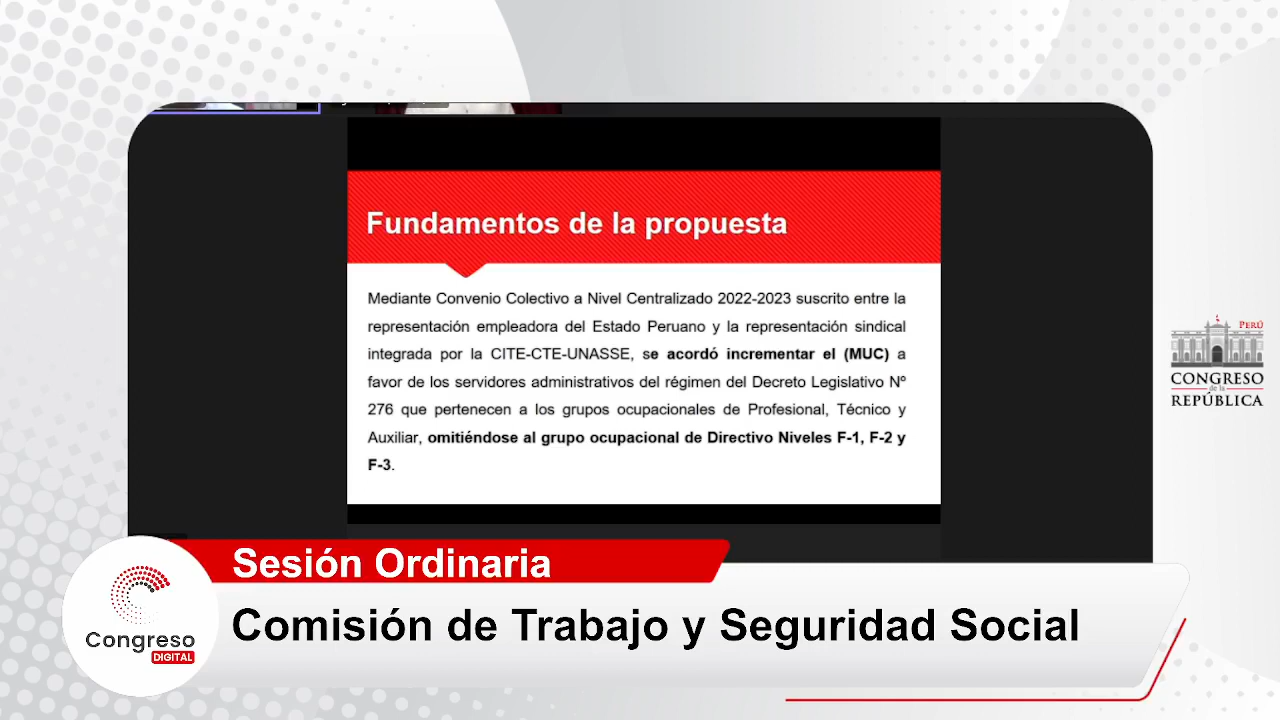 Fundamentos de la propuesta
Mediante Convenio Colectivo a Nivel Centralizado 2022-2023 suscrito entre la
representación empleadora del Estado Peruano y la representación sindical
integrada por la CITE-CTE-UNASSE, se acordó incrementar el (MUC) a
favor de los servidores administrativos del régimen del Decreto Legislativo Nº
276 que pertenecen a los grupos ocupacionales de Profesional, Técnico y
Auxiliar, omitiéndose al grupo ocupacional de Directivo Niveles F-1, F-2 y
F-3.
PERÚ
CONGRESO
de la
REPÚBLICA
Sesión Ordinaria
Comisión de Trabajo y Seguridad Social
Congreso
DIGITAL